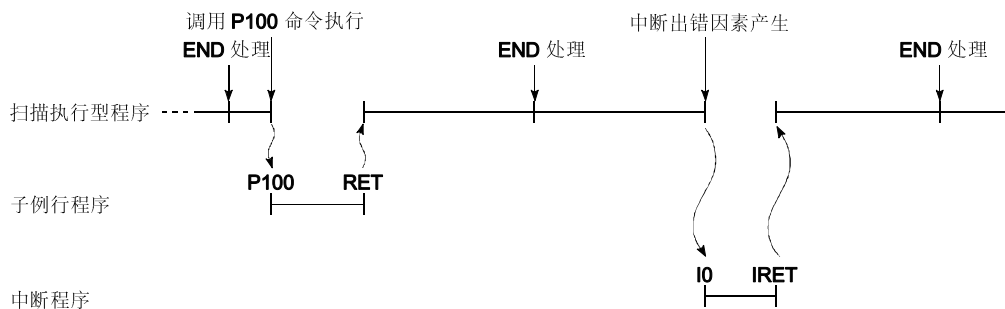 调用 P100 命令执行
中断出错因素产生
END 处理
END 处理
END 处理
扫描执行型程序
P100
RET
子例行程序
I0
IRET
中断程序